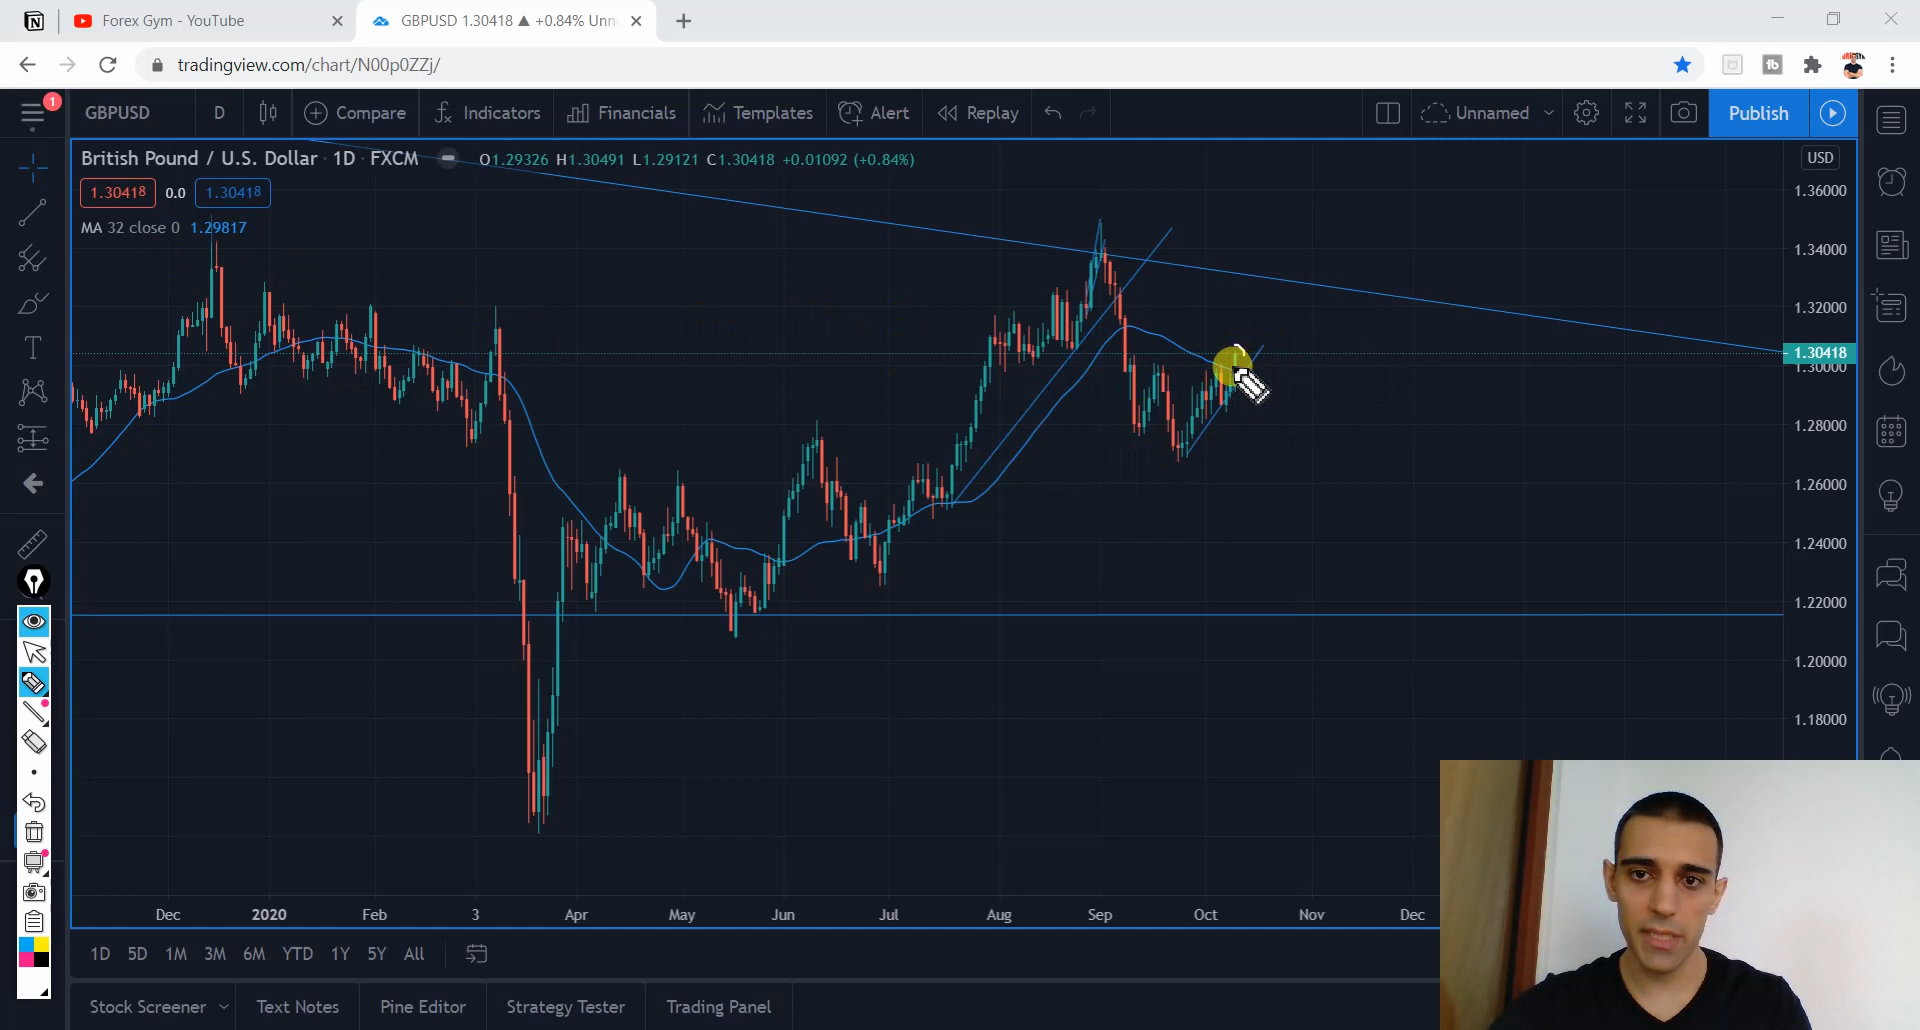 Forex Gym - YouTube
GBPUSD 1.30418 ▲ +0.84% Unna
tradingview.com/chart/N00p0ZZj/
1
GBPUSD D Compare Indicators Financials Templates Alert Replay Unnamed Publish
British Pound / U.S. Dollar · 1D · FXCM O1.29326 H1.30491 L1.29121 C1.30418 +0.01092 (+0.84%)
USD
1.30418 0.0 1.30418
MA 32 close 0 1.29817
1.36000
1.34000
1.32000
1.30418
1.30000
1.28000
1.26000
1.24000
1.22000
1.20000
1.18000
Dec 2020 Feb 3 Apr May Jun Jul Aug Sep Oct Nov Dec
1D 5D 1M 3M 6M YTD 1Y 5Y All
Stock Screener Text Notes Pine Editor Strategy Tester Trading Panel